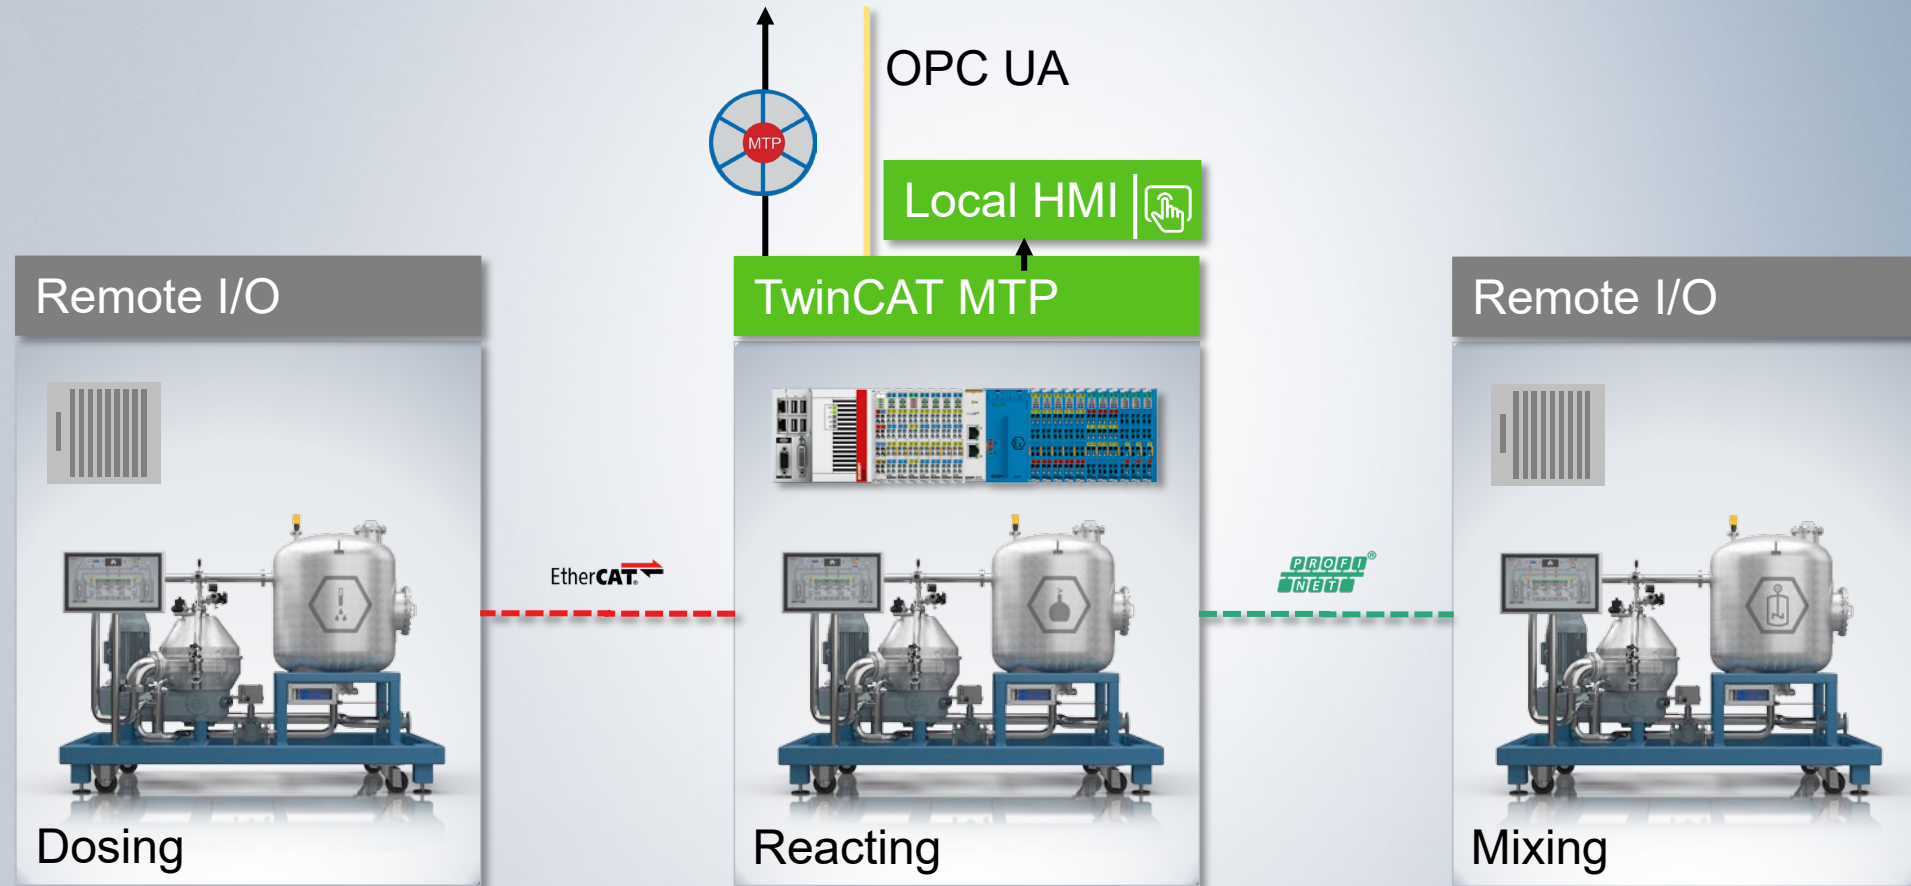 OPC UA
MTP
Local HMI
Remote I/O
TwinCAT MTP
Remote I/O
EtherCAT®
PROFI®
NET
Dosing
Reacting
Mixing